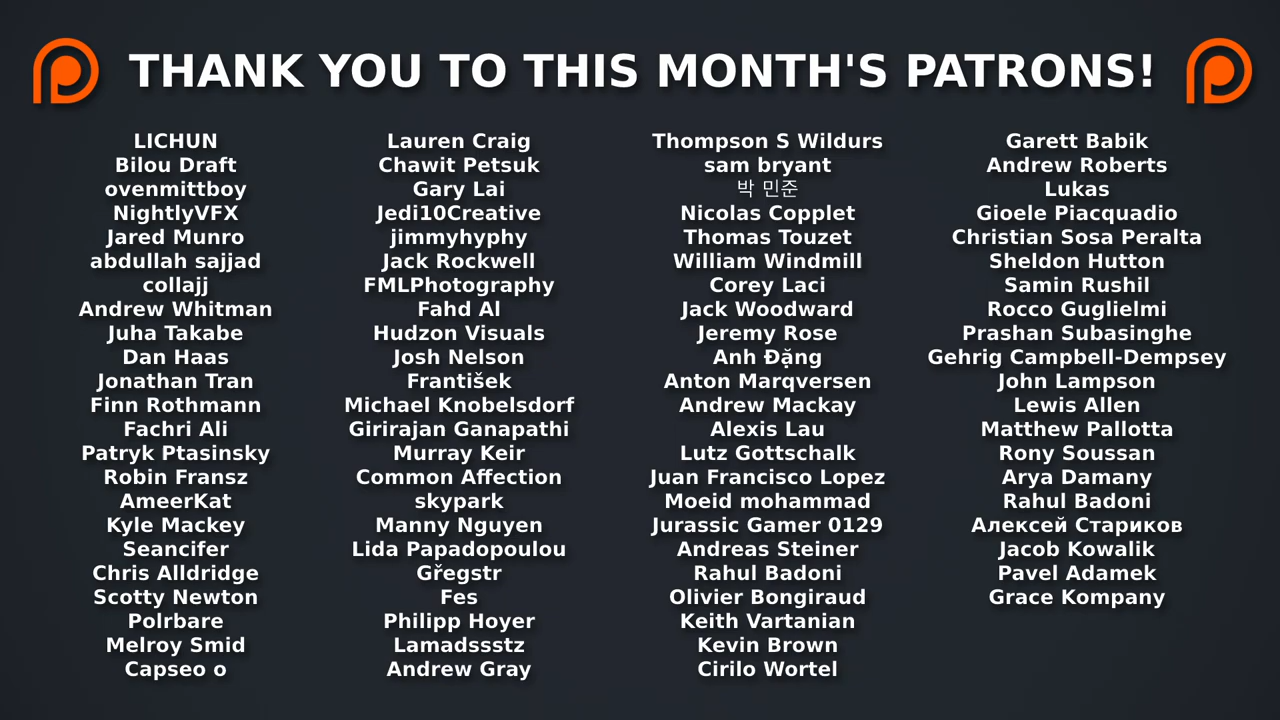 THANK YOU TO THIS MONTH'S PATRONS!
LICHUN
Bilou Draft
ovenmittboy
NightlyVFX
Jared Munro
abdullah sajjad
collajj
Andrew Whitman
Juha Takabe
Dan Haas
Jonathan Tran
Finn Rothmann
Fachri Ali
Patryk Ptasinsky
Robin Fransz
AmeerKat
Kyle Mackey
Seancifer
Chris Alldridge
Scotty Newton
Polrbare
Melroy Smid
Capseo o
Lauren Craig
Chawit Petsuk
Gary Lai
Jedi10Creative
jimmyhyphy
Jack Rockwell
FMLPhotography
Fahd Al
Hudzon Visuals
Josh Nelson
František
Michael Knobelsdorf
Girirajan Ganapathi
Murray Keir
Common Affection
skypark
Manny Nguyen
Lida Papadopoulou
Gřegstr
Fes
Philipp Hoyer
Lamadssstz
Andrew Gray
Thompson S Wildurs
sam bryant
박 민준
Nicolas Copplet
Thomas Touzet
William Windmill
Corey Laci
Jack Woodward
Jeremy Rose
Anh Đặng
Anton Marqversen
Andrew Mackay
Alexis Lau
Lutz Gottschalk
Juan Francisco Lopez
Moeid mohammad
Jurassic Gamer 0129
Andreas Steiner
Rahul Badoni
Olivier Bongiraud
Keith Vartanian
Kevin Brown
Cirilo Wortel
Garett Babik
Andrew Roberts
Lukas
Gioele Piacquadio
Christian Sosa Peralta
Sheldon Hutton
Samin Rushil
Rocco Guglielmi
Prashan Subasinghe
Gehrig Campbell-Dempsey
John Lampson
Lewis Allen
Matthew Pallotta
Rony Soussan
Arya Damany
Rahul Badoni
Алексей Стариков
Jacob Kowalik
Pavel Adamek
Grace Kompany